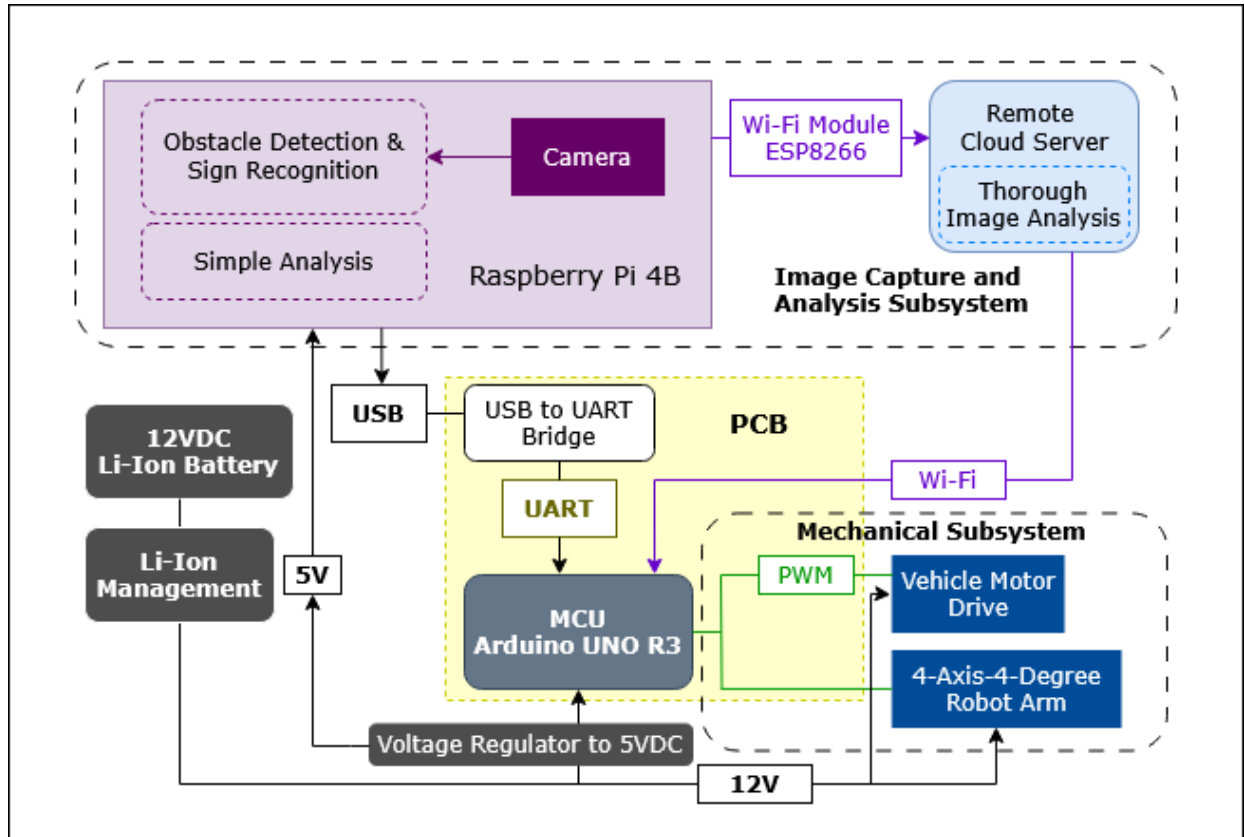 Obstacle Detection &
Sign Recognition
Camera
Simple Analysis
Raspberry Pi 4B
Wi-Fi Module
ESP8266
Remote
Cloud Server
Thorough
Image Analysis
Image Capture and
Analysis Subsystem
12VDC
Li-Ion Battery
Li-Ion
Management
5V
USB
USB to UART
Bridge
PCB
UART
Wi-Fi
MCU
Arduino UNO R3
Mechanical Subsystem
PWM
Vehicle Motor
Drive
4-Axis-4-Degree
Robot Arm
Voltage Regulator to 5VDC
12V